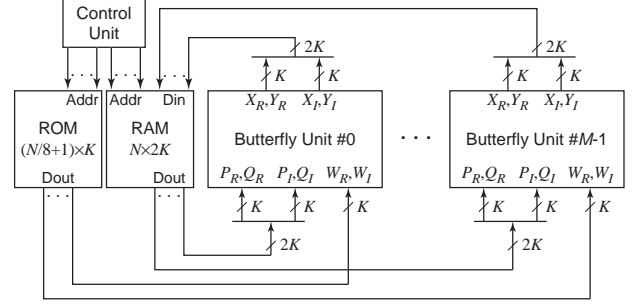 Control
Unit
2K
2K
K
K
K
K
Addr
Addr
Din
X_R,Y_R
X_I,Y_I
X_R,Y_R
X_I,Y_I
ROM
(N/8+1)×K
RAM
N×2K
Butterfly Unit #0
Butterfly Unit #M-1
Dout
Dout
P_R,Q_R
P_I,Q_I
W_R,W_I
P_R,Q_R
P_I,Q_I
W_R,W_I
K
K
K
K
K
K
2K
2K